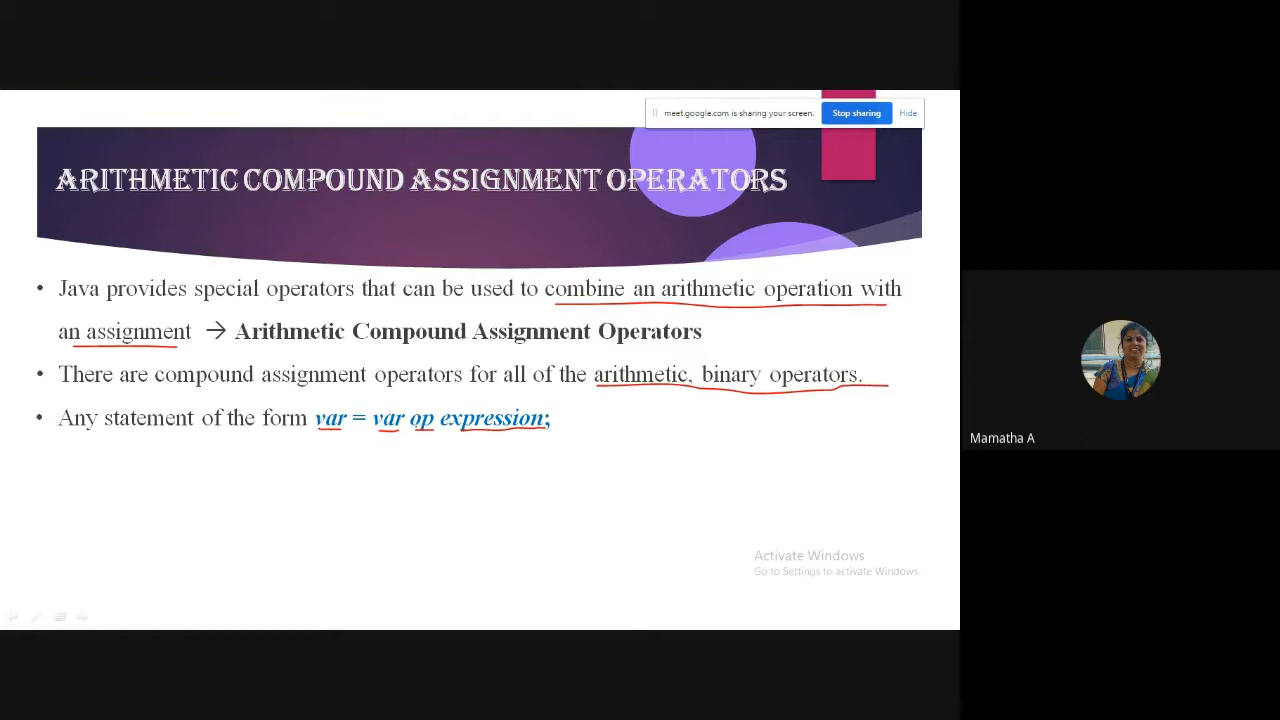 meet.google.com is sharing your screen. Stop sharing Hide
ARITHMETIC COMPOUND ASSIGNMENT OPERATORS
• Java provides special operators that can be used to combine an arithmetic operation with
an assignment → Arithmetic Compound Assignment Operators
• There are compound assignment operators for all of the arithmetic, binary operators.
• Any statement of the form var = var op expression;
Mamatha A
Activate Windows
Go to Settings to activate Windows.